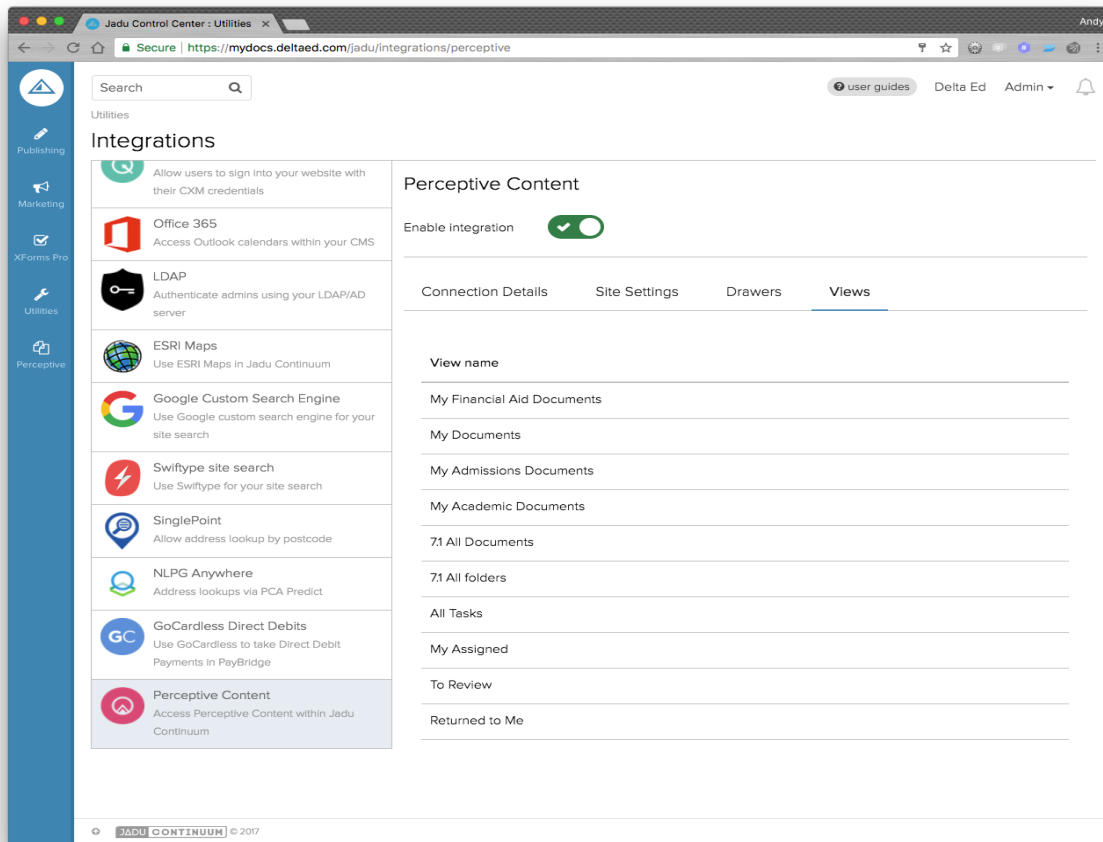 Jadu Control Center : Utilities
Andy
Secure | https://mydocs.deltaed.com/jadu/integrations/perceptive
Search
user guides
Delta Ed
Admin
Utilities
Integrations
Publishing
Marketing
XForms Pro
Utilities
Perceptive
Allow users to sign into your website with
their CXM credentials
Office 365
Access Outlook calendars within your CMS
LDAP
Authenticate admins using your LDAP/AD
server
ESRI Maps
Use ESRI Maps in Jadu Continuum
Google Custom Search Engine
Use Google custom search engine for your
site search
Swiftype site search
Use Swiftype for your site search
SinglePoint
Allow address lookup by postcode
NLPG Anywhere
Address lookups via PCA Predict
GC
GoCardless Direct Debits
Use GoCardless to take Direct Debit
Payments in PayBridge
Perceptive Content
Access Perceptive Content within Jadu
Continuum
Perceptive Content
Enable integration
Connection Details
Site Settings
Drawers
Views
View name
My Financial Aid Documents
My Documents
My Admissions Documents
My Academic Documents
7.1 All Documents
7.1 All folders
All Tasks
My Assigned
To Review
Returned to Me
JADU CONTINUUM © 2017